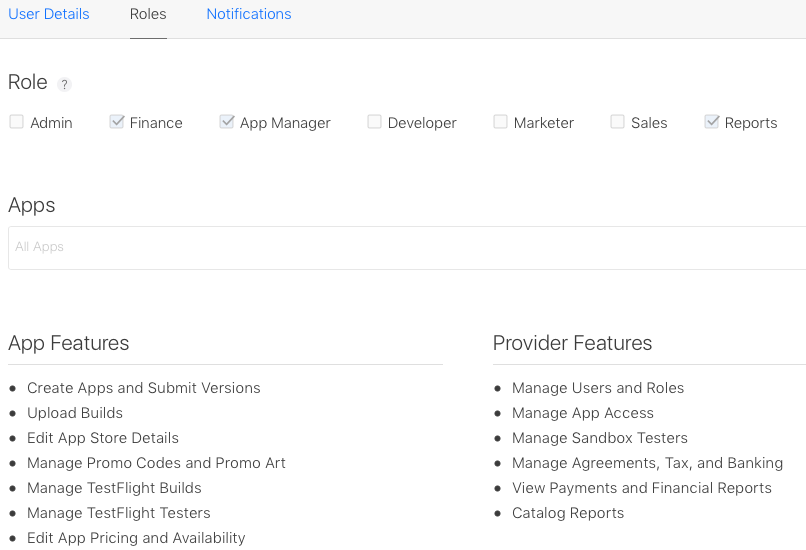 User Details Roles Notifications
Role ?
Admin Finance App Manager Developer Marketer Sales Reports
Apps
All Apps
App Features
Create Apps and Submit Versions
Upload Builds
Edit App Store Details
Manage Promo Codes and Promo Art
Manage TestFlight Builds
Manage TestFlight Testers
Edit App Pricing and Availability
Provider Features
Manage Users and Roles
Manage App Access
Manage Sandbox Testers
Manage Agreements, Tax, and Banking
View Payments and Financial Reports
Catalog Reports